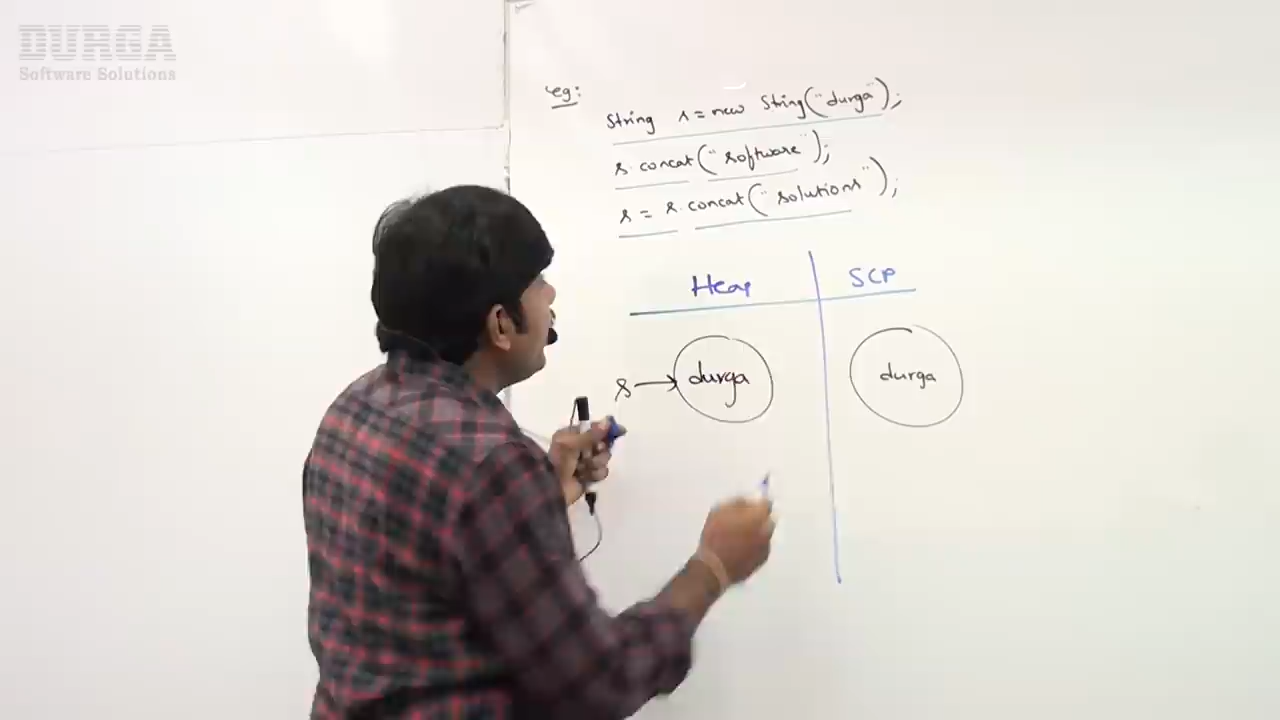 DURGA
Software Solutions
eg:
String s = new String("durga");
s.concat("software");
s = s.concat("solutions");
Heap SCP
s → durga durga